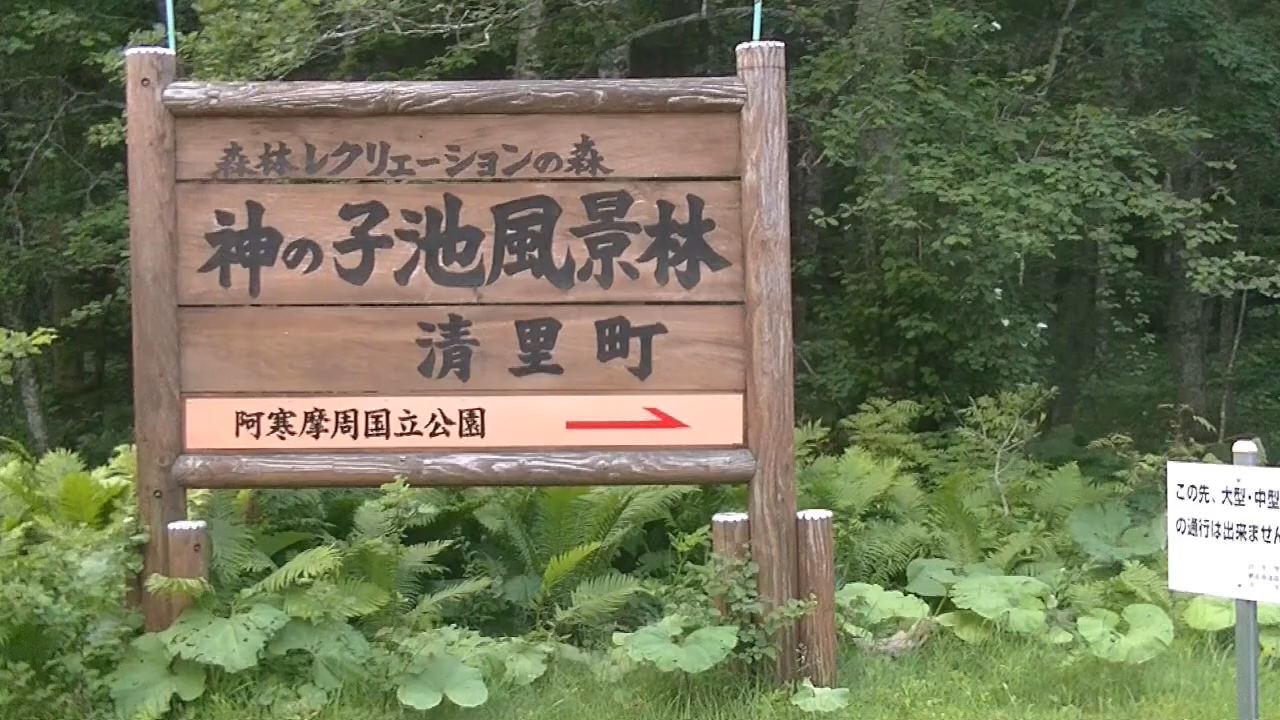 森林レクリェーションの森
神の子池風景林
清里町
阿寒摩周国立公園
この先、大型・中型
の通行は出来ません